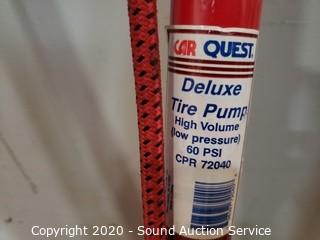 CAR QUEST
Deluxe
Tire Pump
High Volume
(low pressure)
60 PSI
CPR 72040
Copyright © 2020 - Sound Auction Service